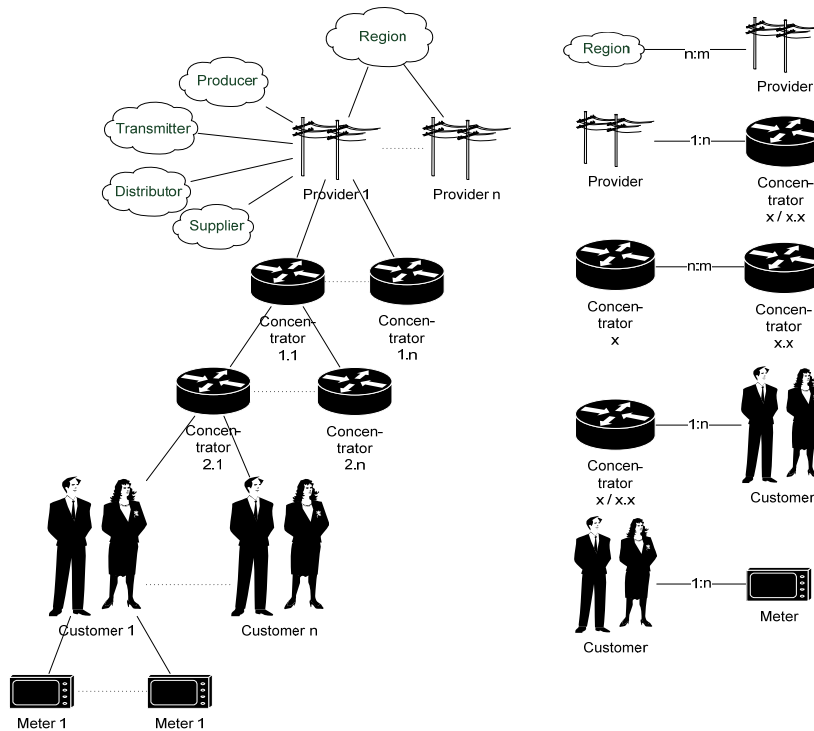 Region
Producer
Transmitter
Distributor
Supplier
Provider 1
Provider n
Concen-
trator
1.1
Concen-
trator
1.n
Concen-
trator
2.1
Concen-
trator
2.n
Customer 1
Customer n
Meter 1
Meter 1
Region
n:m
Provider
Provider
1:n
Concen-
trator
x / x.x
Concen-
trator
x
n:m
Concen-
trator
x.x
Concen-
trator
x / x.x
1:n
Customer
Customer
1:n
Meter